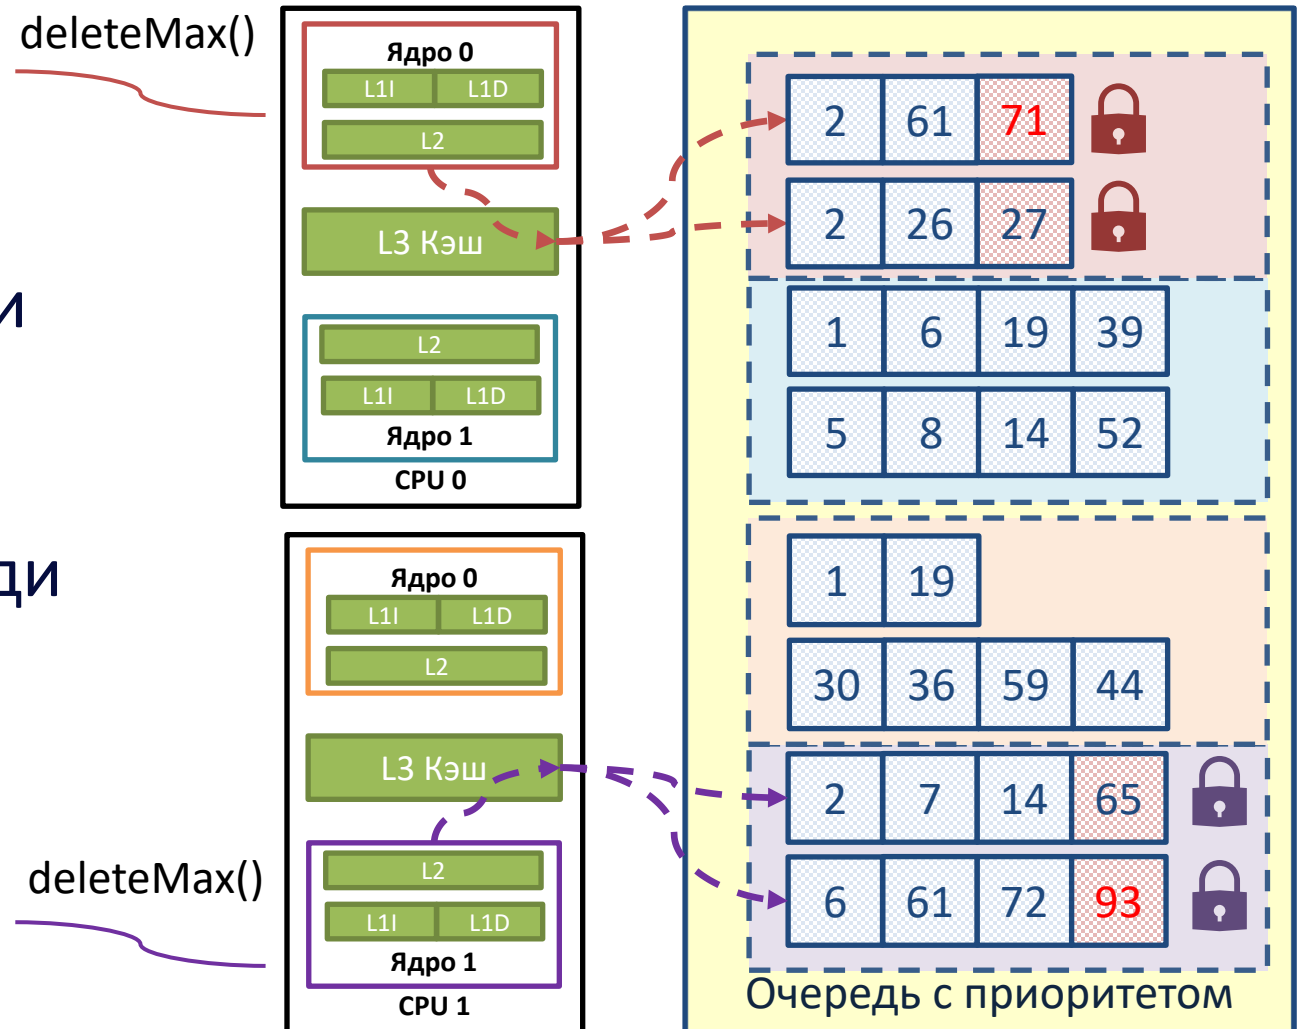 deleteMax()
Ядро 0
L1I L1D
L2
L3 Кэш
L2
L1I L1D
Ядро 1
CPU 0
и
ди
Ядро 0
L1I L1D
L2
L3 Кэш
L2
L1I L1D
Ядро 1
CPU 1
deleteMax()
2 61 71
2 26 27
1 6 19 39
5 8 14 52
1 19
30 36 59 44
2 7 14 65
6 61 72 93
Очередь с приоритетом